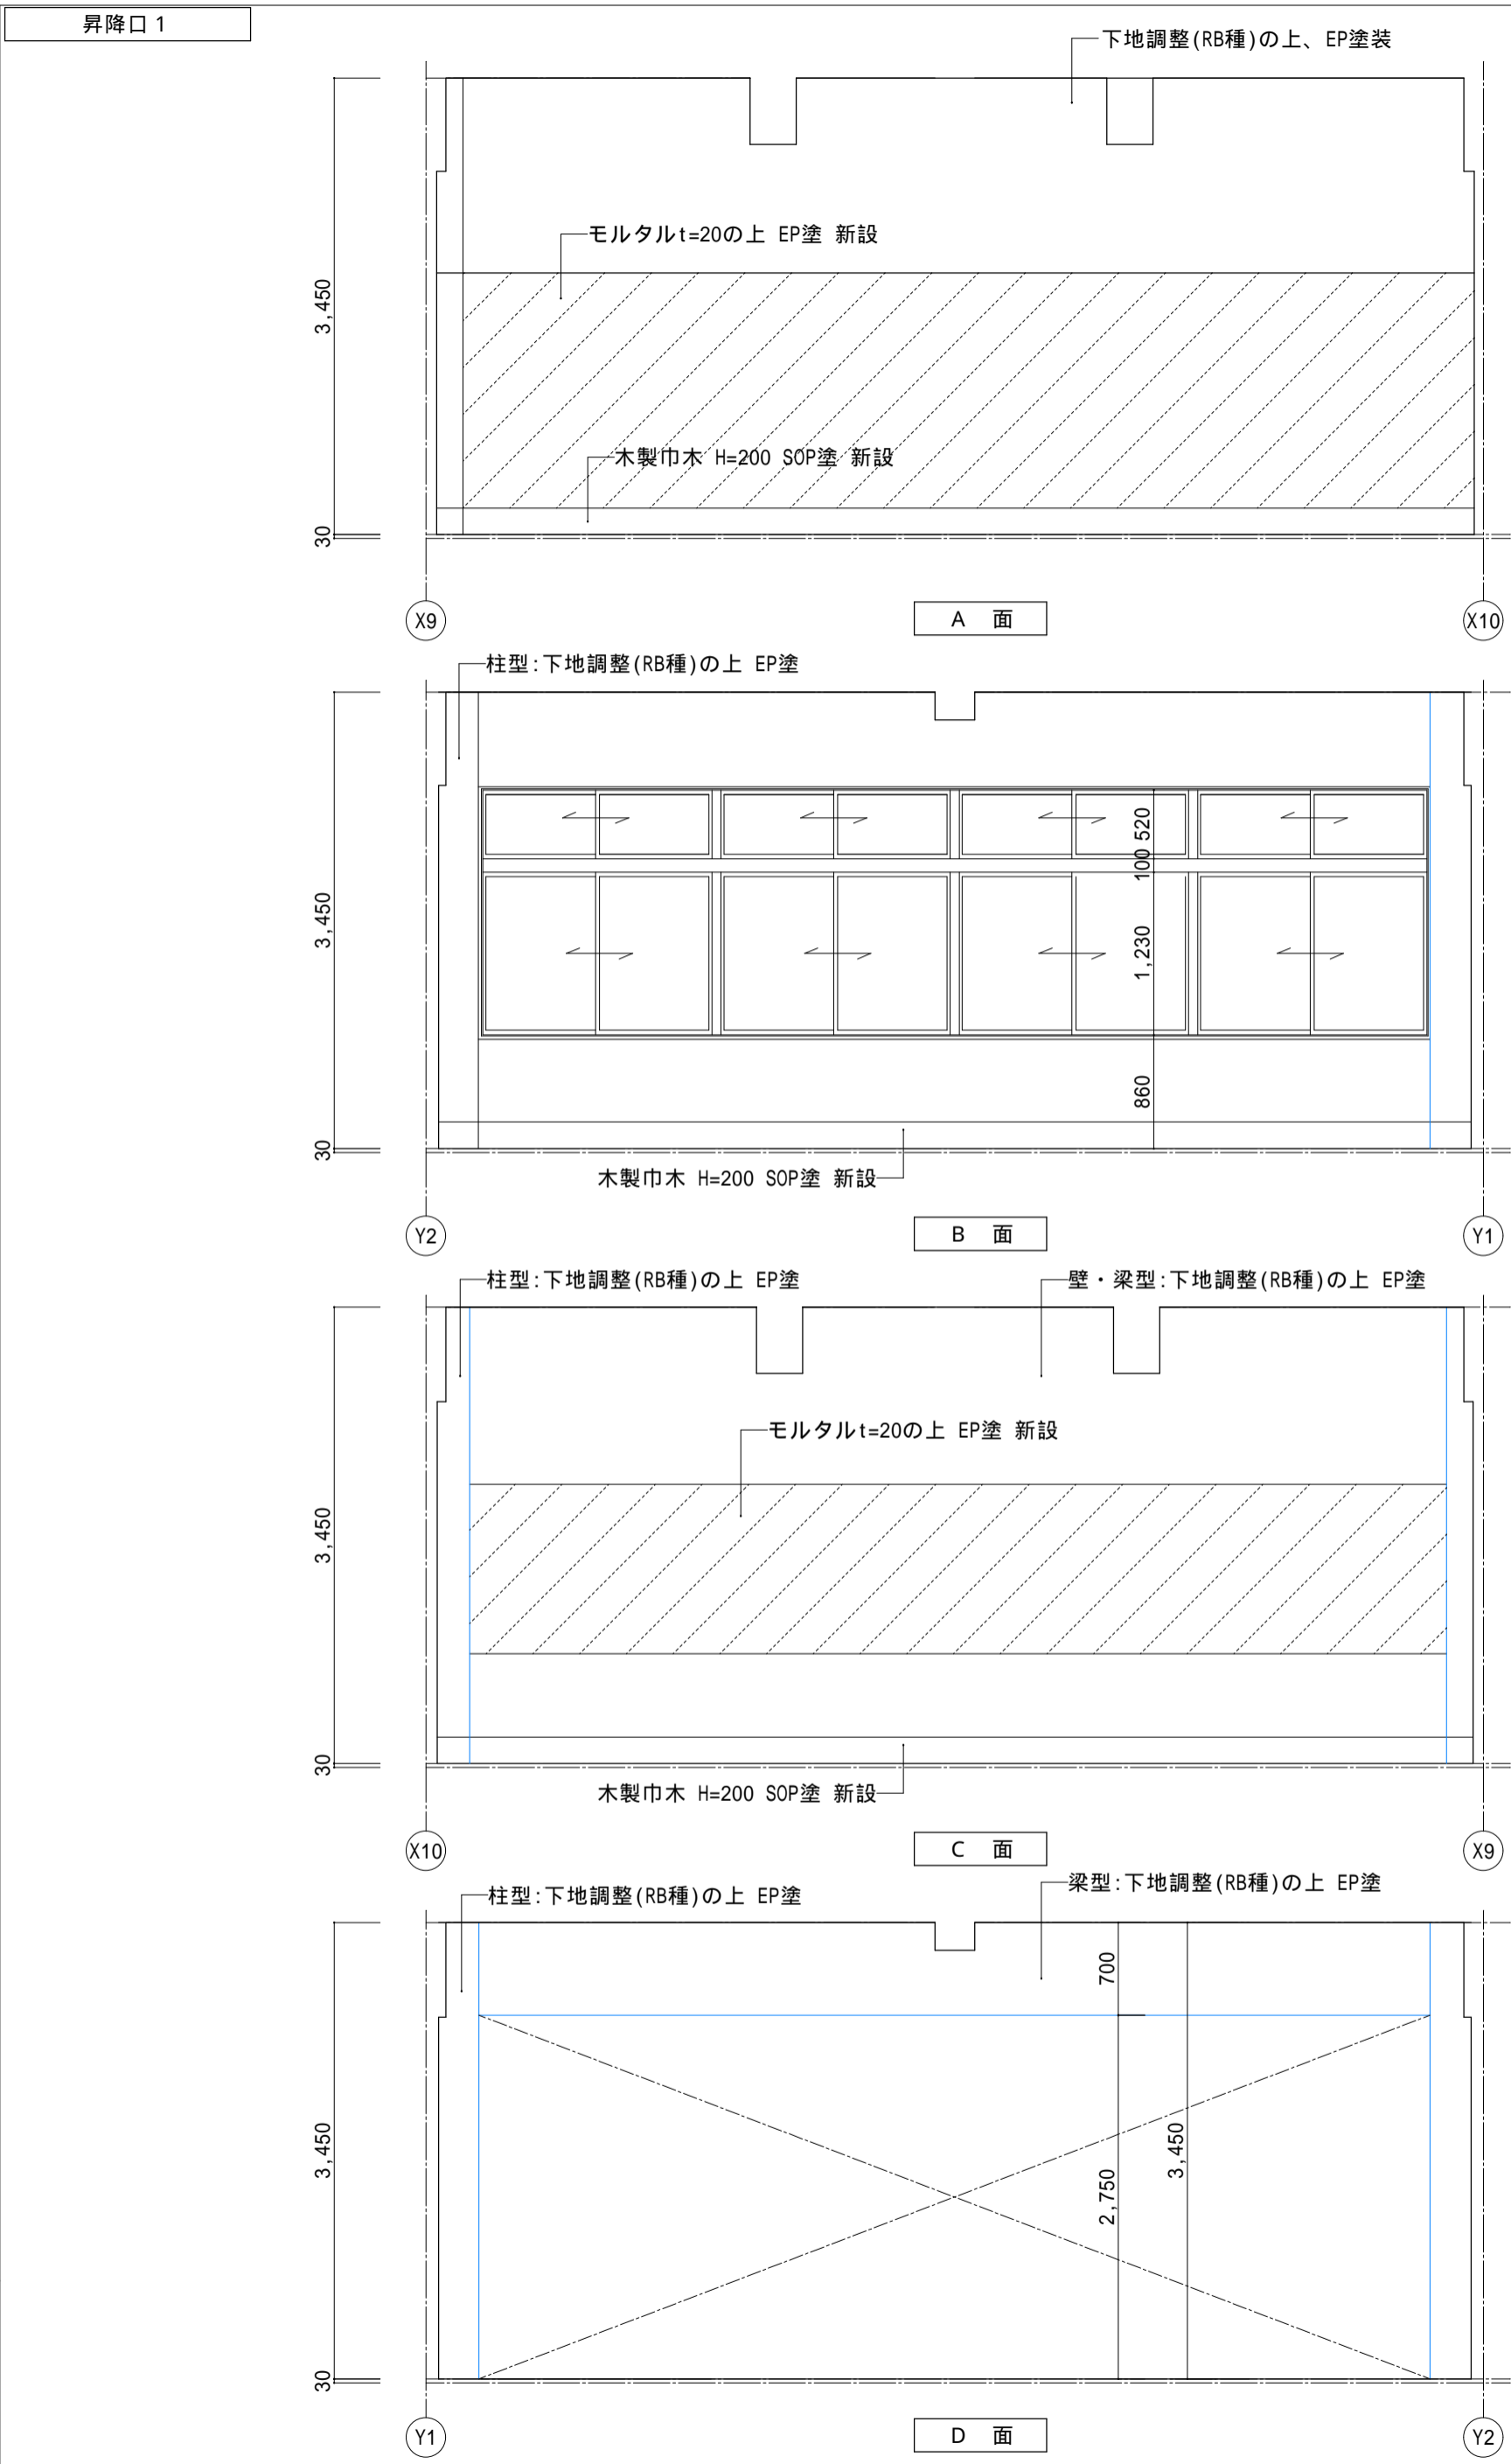 昇降口1
下地調整(RB種)の上、EP塗装
モルタルt=20の上 EP塗 新設
3,450
木製巾木 H=200 SOP塗 新設
30
X9
A 面
X10
柱型:下地調整(RB種)の上 EP塗
520
100
3,450
1,230
860
30
木製巾木 H=200 SOP塗 新設
Y2
B 面
Y1
柱型:下地調整(RB種)の上 EP塗
壁・梁型:下地調整(RB種)の上 EP塗
モルタルt=20の上 EP塗 新設
3,450
30
木製巾木 H=200 SOP塗 新設
X10
C 面
X9
柱型:下地調整(RB種)の上 EP塗
梁型:下地調整(RB種)の上 EP塗
700
3,450
2,750
3,450
30
Y1
D 面
Y2